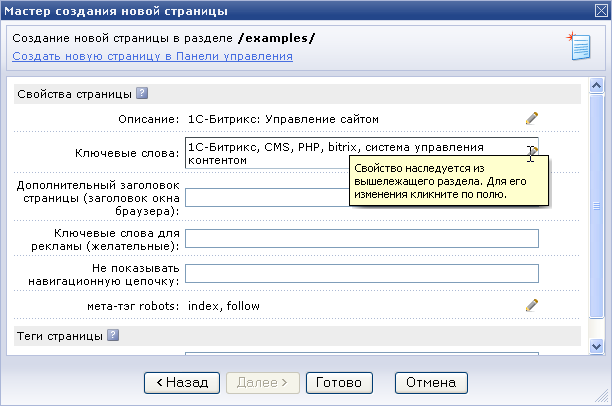 Мастер создания новой страницы
Создание новой страницы в разделе /examples/
Создать новую страницу в Панели управления
Свойства страницы ?
Описание: 1С-Битрикс: Управление сайтом
Ключевые слова: 1С-Битрикс, CMS, PHP, bitrix, система управления
контентом
Свойство наследуется из
вышележащего раздела. Для его
изменения кликните по полю.
Дополнительный заголовок
страницы (заголовок окна
браузера):
Ключевые слова для
рекламы (желательные):
Не показывать
навигационную цепочку:
мета-тэг robots: index, follow
Теги страницы ?
< Назад
Далее >
Готово
Отмена